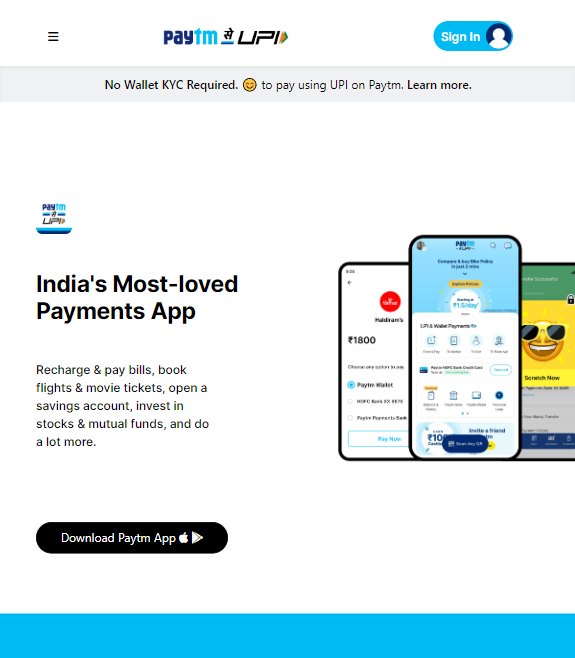 ☰
paytm से UPI
Sign In
No Wallet KYC Required. 😊 to pay using UPI on Paytm. Learn more.
paytm
से
UPI
India's Most-loved
Payments App
Recharge & pay bills, book
flights & movie tickets, open a
savings account, invest in
stocks & mutual funds, and do
a lot more.
Download Paytm App
Haldiram's
₹1800
Choose any option to pay
Paytm Wallet
HDFC Bank XX 8674
Paytm Payments Bank
Pay Now
paytm
Compare & buy Bike Policy
in just 2 mins
Explore Policies
Starting at
₹1.5/day*
UPI & Wallet Payments
Scan & Pay
To Mobile
To Self
To Bank A/c
Paytm HDFC Bank Credit Card
Balance &
History
Paytm Bank
Paytm Wallet
Personal
Loan
Invite a friend
₹100
Scan Any QR
Scratch Now